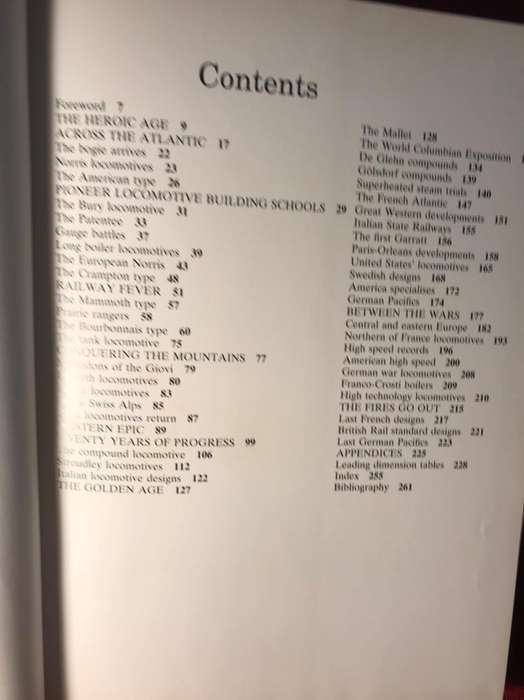 Contents
Foreword 7
THE HEROIC AGE 9
ACROSS THE ATLANTIC 17
The bogie arrives 22
Norris locomotives 23
The American type 26
PIONEER LOCOMOTIVE BUILDING SCHOOLS 29
The Bury locomotive 31
The Patentee 33
Gauge battles 37
Long boiler locomotives 39
The European Norris 43
The Crampton type 48
RAILWAY FEVER 51
The Mammoth type 57
Prairie rangers 58
The Bourbonnais type 60
tank locomotive 75
THE MOUNTAINS 77
of the Giovi 79
locomotives 80
locomotives 83
Swiss Alps 85
locomotives return 87
EPIC 89
YEARS OF PROGRESS 99
The compound locomotive 106
Stroudley locomotives 112
Italian locomotive designs 122
THE GOLDEN AGE 127
The Mallet 128
The World Columbian Exposition
De Glehn compounds 134
Gölsdorf compounds 139
Superheated steam trials 140
The French Atlantic 147
Great Western developments 151
Italian State Railways 155
The first Garratt 156
Paris-Orleans developments 158
United States' locomotives 165
Swedish designs 168
America specialises 172
German Pacifics 174
BETWEEN THE WARS 177
Central and eastern Europe 182
Northern of France locomotives 193
High speed records 196
American high speed 200
German war locomotives 208
Franco-Crosti boilers 209
High technology locomotives 210
THE FIRES GO OUT 215
Last French designs 217
British Rail standard designs 221
Last German Pacifics 223
APPENDICES 225
Leading dimension tables 228
Index 255
Bibliography 261